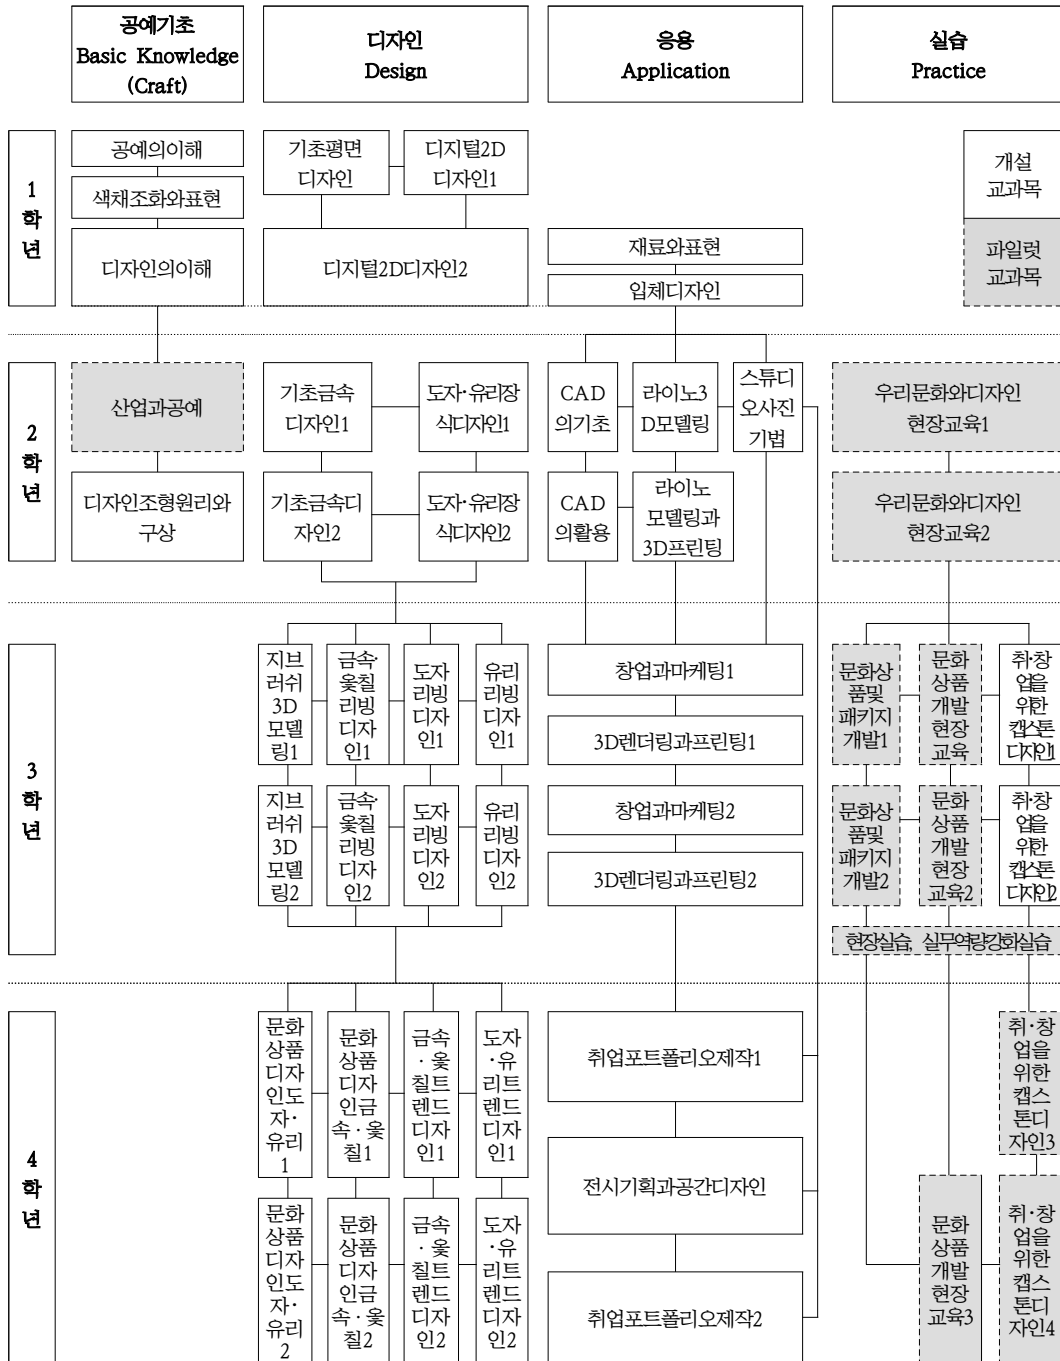 공예기초
Basic Knowledge
(Craft)
디자인
Design
응용
Application
실습
Practice
1
학
년
공예의이해
색채조화와표현
디자인의이해
기초평면
디자인
디지털2D
디자인1
디지털2D디자인2
재료와표현
입체디자인
개설
교과목
파일럿
교과목
2
학
년
산업과공예
디자인조형원리와
구상
기초금속
디자인1
도자·유리장
식디자인1
기초금속디
자인2
도자·유리장
식디자인2
CAD
의기초
라이노3
D모델링
스튜디
오사진
기법
CAD
의활용
라이노
모델링과
3D프린팅
우리문화와디자인
현장교육1
우리문화와디자인
현장교육2
3
학
년
지브
러쉬
3D
모델
링1
금속·
옻칠
리빙
디자
인1
도자
리빙
디자
인1
유리
리빙
디자
인1
지브
러쉬
3D
모델
링2
금속·
옻칠
리빙
디자
인2
도자
리빙
디자
인2
유리
리빙
디자
인2
창업과마케팅1
3D렌더링과프린팅1
창업과마케팅2
3D렌더링과프린팅2
문화상
품및
패키지
개발1
문화
상품
개발
현장
교육
취·창
업을
위한
캡스톤
디자인1
문화상
품및
패키지
개발2
문화
상품
개발
현장
교육2
취·창
업을
위한
캡스톤
디자인2
현장실습, 실무역량강화실습
4
학
년
문화
상품
디자
인도
자·
유리
1
문화
상품
디자
인금
속·옻
칠1
금속
·옻
칠트
렌드
디자
인1
도자
·유
리트
렌드
디자
인1
문화
상품
디자
인도
자·
유리
2
문화
상품
디자
인금
속·옻
칠2
금속
·옻
칠트
렌드
디자
인2
도자
·유
리트
렌드
디자
인2
취업포트폴리오제작1
전시기획과공간디자인
취업포트폴리오제작2
취·창
업을
위한
캡스
톤디
자인3
문화
상품
개발
현장
교육3
취·창
업을
위한
캡스
톤디
자인4